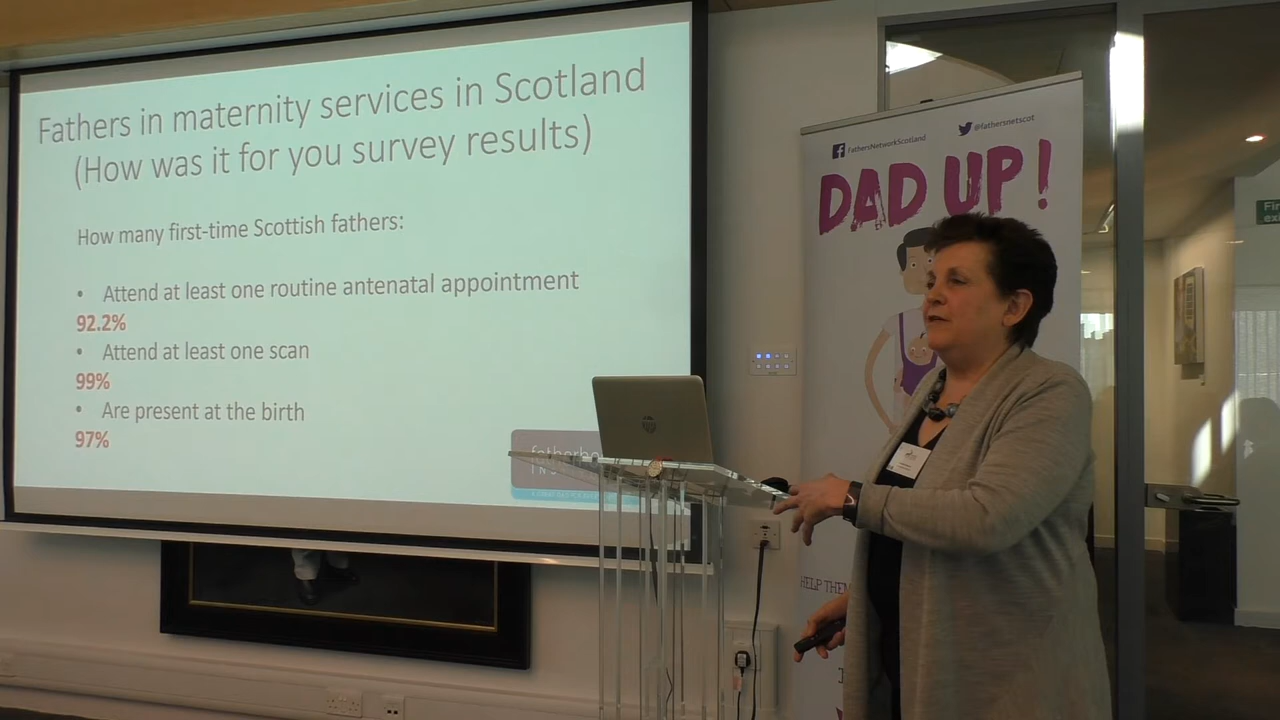 Fathers in maternity services in Scotland
(How was it for you survey results)
How many first-time Scottish fathers:
• Attend at least one routine antenatal appointment
92.2%
• Attend at least one scan
99%
• Are present at the birth
97%
FathersNetworkScotland
@fathersnetscot
DAD UP!
HELP THEM